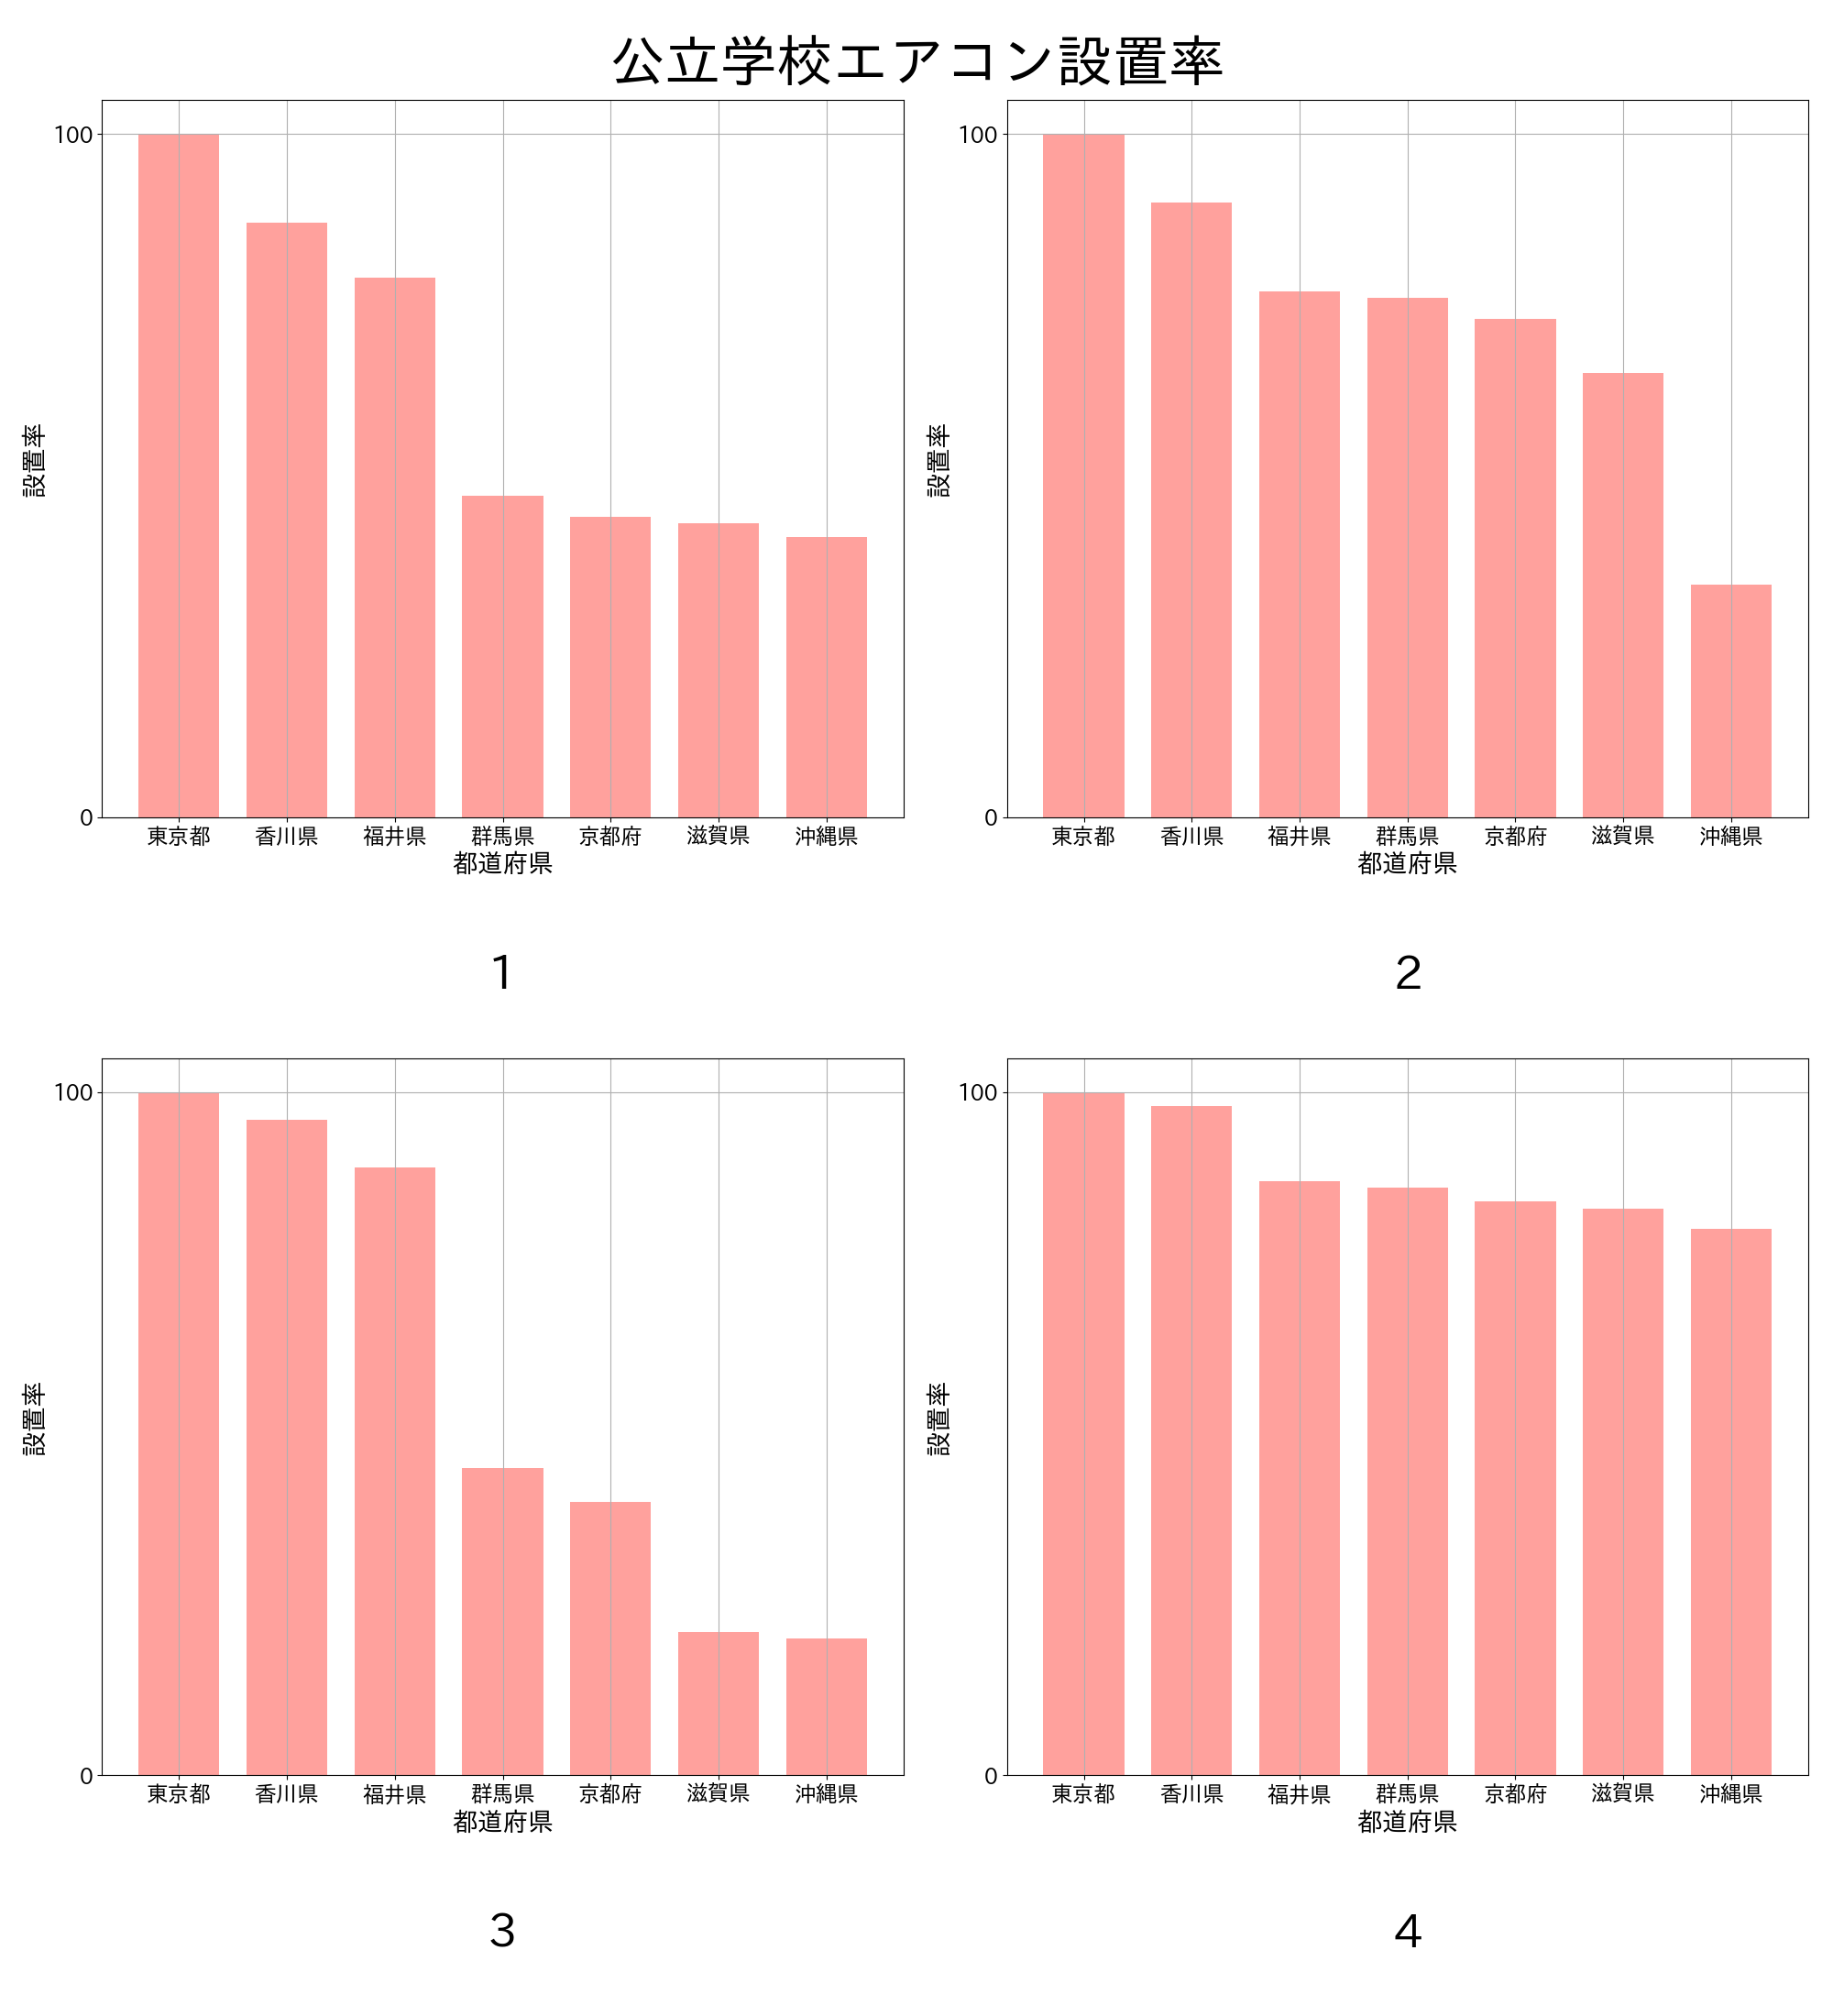 公立学校エアコン設置率
100
0
設置率
東京都 香川県 福井県 群馬県 京都府 滋賀県 沖縄県
都道府県
1
100
0
設置率
東京都 香川県 福井県 群馬県 京都府 滋賀県 沖縄県
都道府県
2
100
0
設置率
東京都 香川県 福井県 群馬県 京都府 滋賀県 沖縄県
都道府県
3
100
0
設置率
東京都 香川県 福井県 群馬県 京都府 滋賀県 沖縄県
都道府県
4